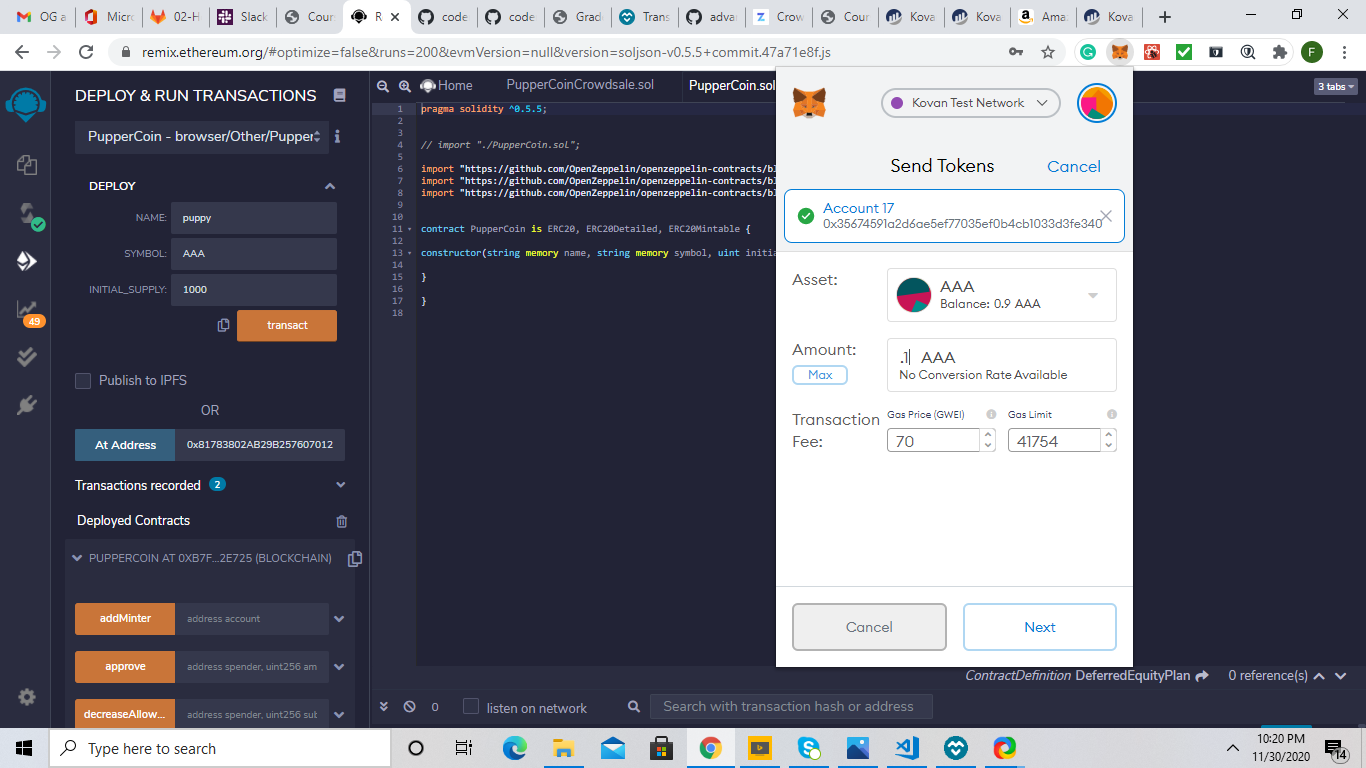 OG a
Micro
02-H
Slack
Cours
R
code
code
Grade
Trans
advar
Crow
Cour
Kova
Kova
Amaz
Kova
remix.ethereum.org/#optimize=false&runs=200&evmVersion=null&version=soljson-v0.5.5+commit.47a71e8f.js
F
DEPLOY & RUN TRANSACTIONS
PupperCoin - browser/Other/Pupper
DEPLOY
NAME: puppy
SYMBOL: AAA
INITIAL_SUPPLY: 1000
transact
Publish to IPFS
OR
At Address 0x81783802AB29B257607012
Transactions recorded 2
Deployed Contracts
PUPPERCOIN AT 0XB7F...2E725 (BLOCKCHAIN)
addMinter address account
approve address spender, uint256 am
decreaseAllow... address spender, uint256 sub
49
Home
PupperCoinCrowdsale.sol
PupperCoin.sol
3 tabs
1 pragma solidity ^0.5.5;
2
3
4 // import "./PupperCoin.sol";
5
6 import "https://github.com/OpenZeppelin/openzeppelin-contracts/bl
7 import "https://github.com/OpenZeppelin/openzeppelin-contracts/bl
8 import "https://github.com/OpenZeppelin/openzeppelin-contracts/bl
9
10
11 contract PupperCoin is ERC20, ERC20Detailed, ERC20Mintable {
12
13 constructor(string memory name, string memory symbol, uint initia
14
15 }
16
17 }
18
Kovan Test Network
Send Tokens
Cancel
Account 17
0x35674591a2d6ae5ef77035ef0b4cb1033d3fe340
Asset:
AAA
Balance: 0.9 AAA
Amount:
Max
.1 AAA
No Conversion Rate Available
Transaction Fee:
Gas Price (GWEI)
70
Gas Limit
41754
Cancel
Next
ContractDefinition DeferredEquityPlan
0 reference(s)
0
listen on network
Search with transaction hash or address
Type here to search
10:20 PM
11/30/2020
14